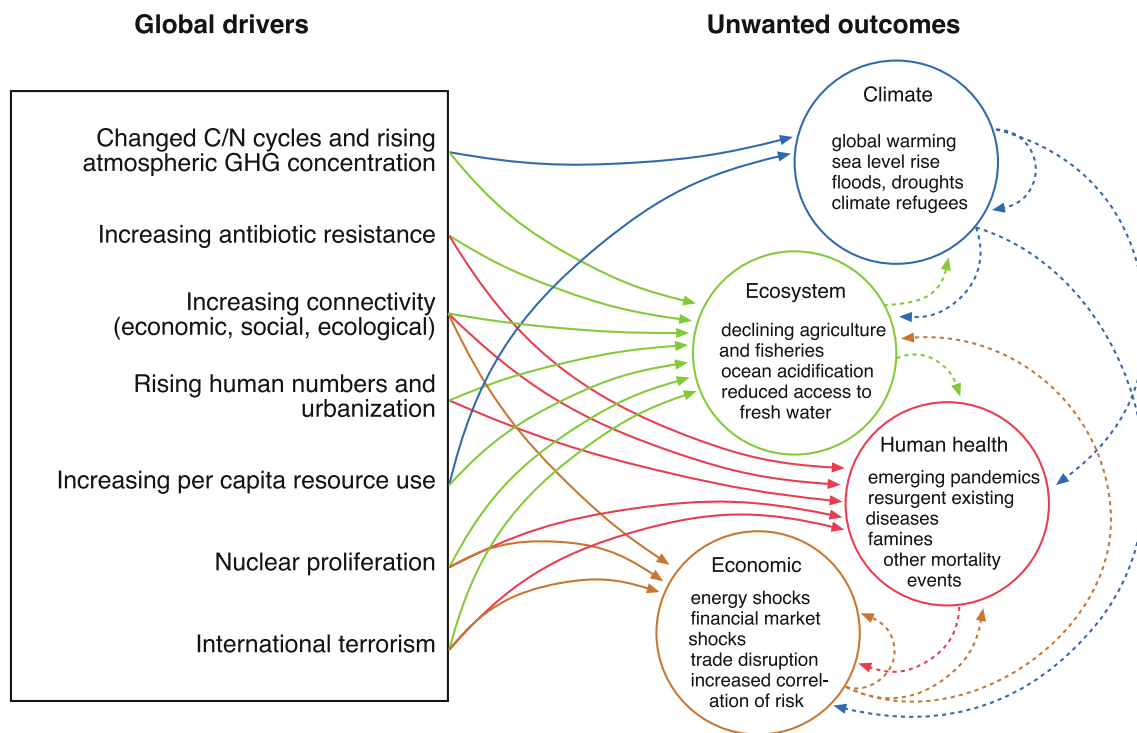 Global drivers
Unwanted outcomes
Changed C/N cycles and rising
atmospheric GHG concentration
Increasing antibiotic resistance
Increasing connectivity
(economic, social, ecological)
Rising human numbers and
urbanization
Increasing per capita resource use
Nuclear proliferation
International terrorism
Climate
global warming
sea level rise
floods, droughts
climate refugees
Ecosystem
declining agriculture
and fisheries
ocean acidification
reduced access to
fresh water
Human health
emerging pandemics
resurgent existing
diseases
famines
other mortality
events
Economic
energy shocks
financial market
shocks
trade disruption
increased correl-
ation of risk